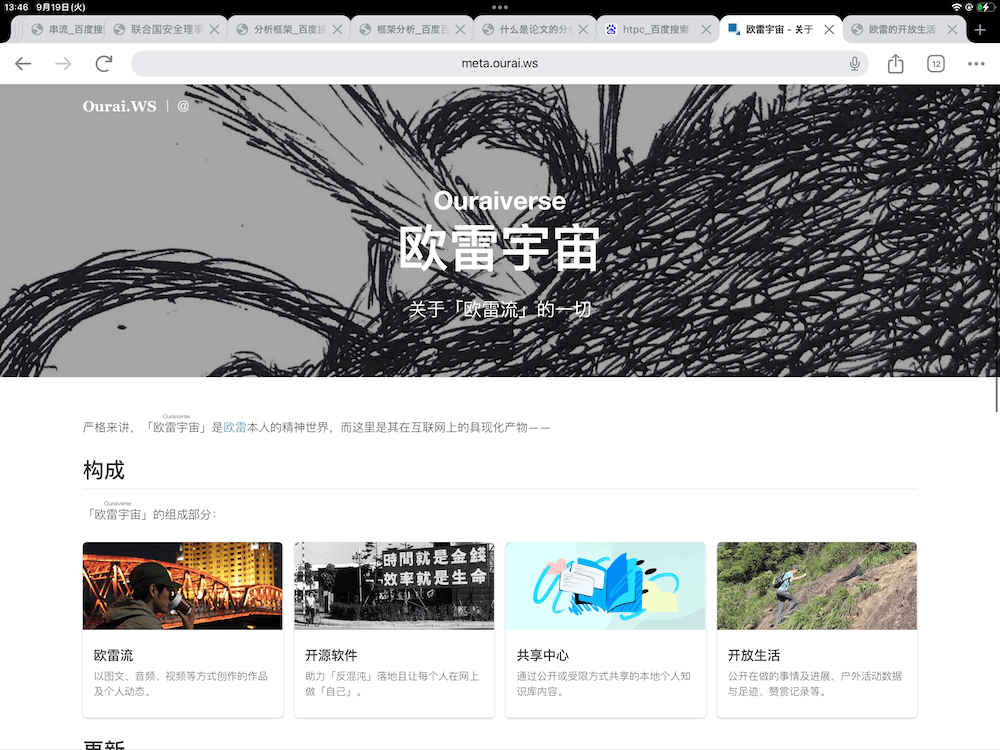 13:46 9月19日(火)
串流_百度搜
联合国安全理事
分析框架_百度搜
框架分析_百度百
什么是论文的分析
htpc_百度搜索
欧雷宇宙 - 关于
欧雷的开放生活
meta.ourai.ws
12
Ourai.WS | @
Ouraiverse
欧雷宇宙
关于「欧雷流」的一切
Ouraiverse
严格来讲，「欧雷宇宙」是欧雷本人的精神世界，而这里是其在互联网上的具现化产物——
构成
Ouraiverse
「欧雷宇宙」的组成部分：
時間就是金錢
效率就是生命
欧雷流
以图文、音频、视频等方式创作的作品
及个人动态。
开源软件
助力「反混沌」落地且让每个人在网上
做「自己」。
共享中心
通过公开或受限方式共享的本地个人知
识库内容。
开放生活
公开在做的事情及进展、户外活动数据
与足迹、赞赏记录等。
更新